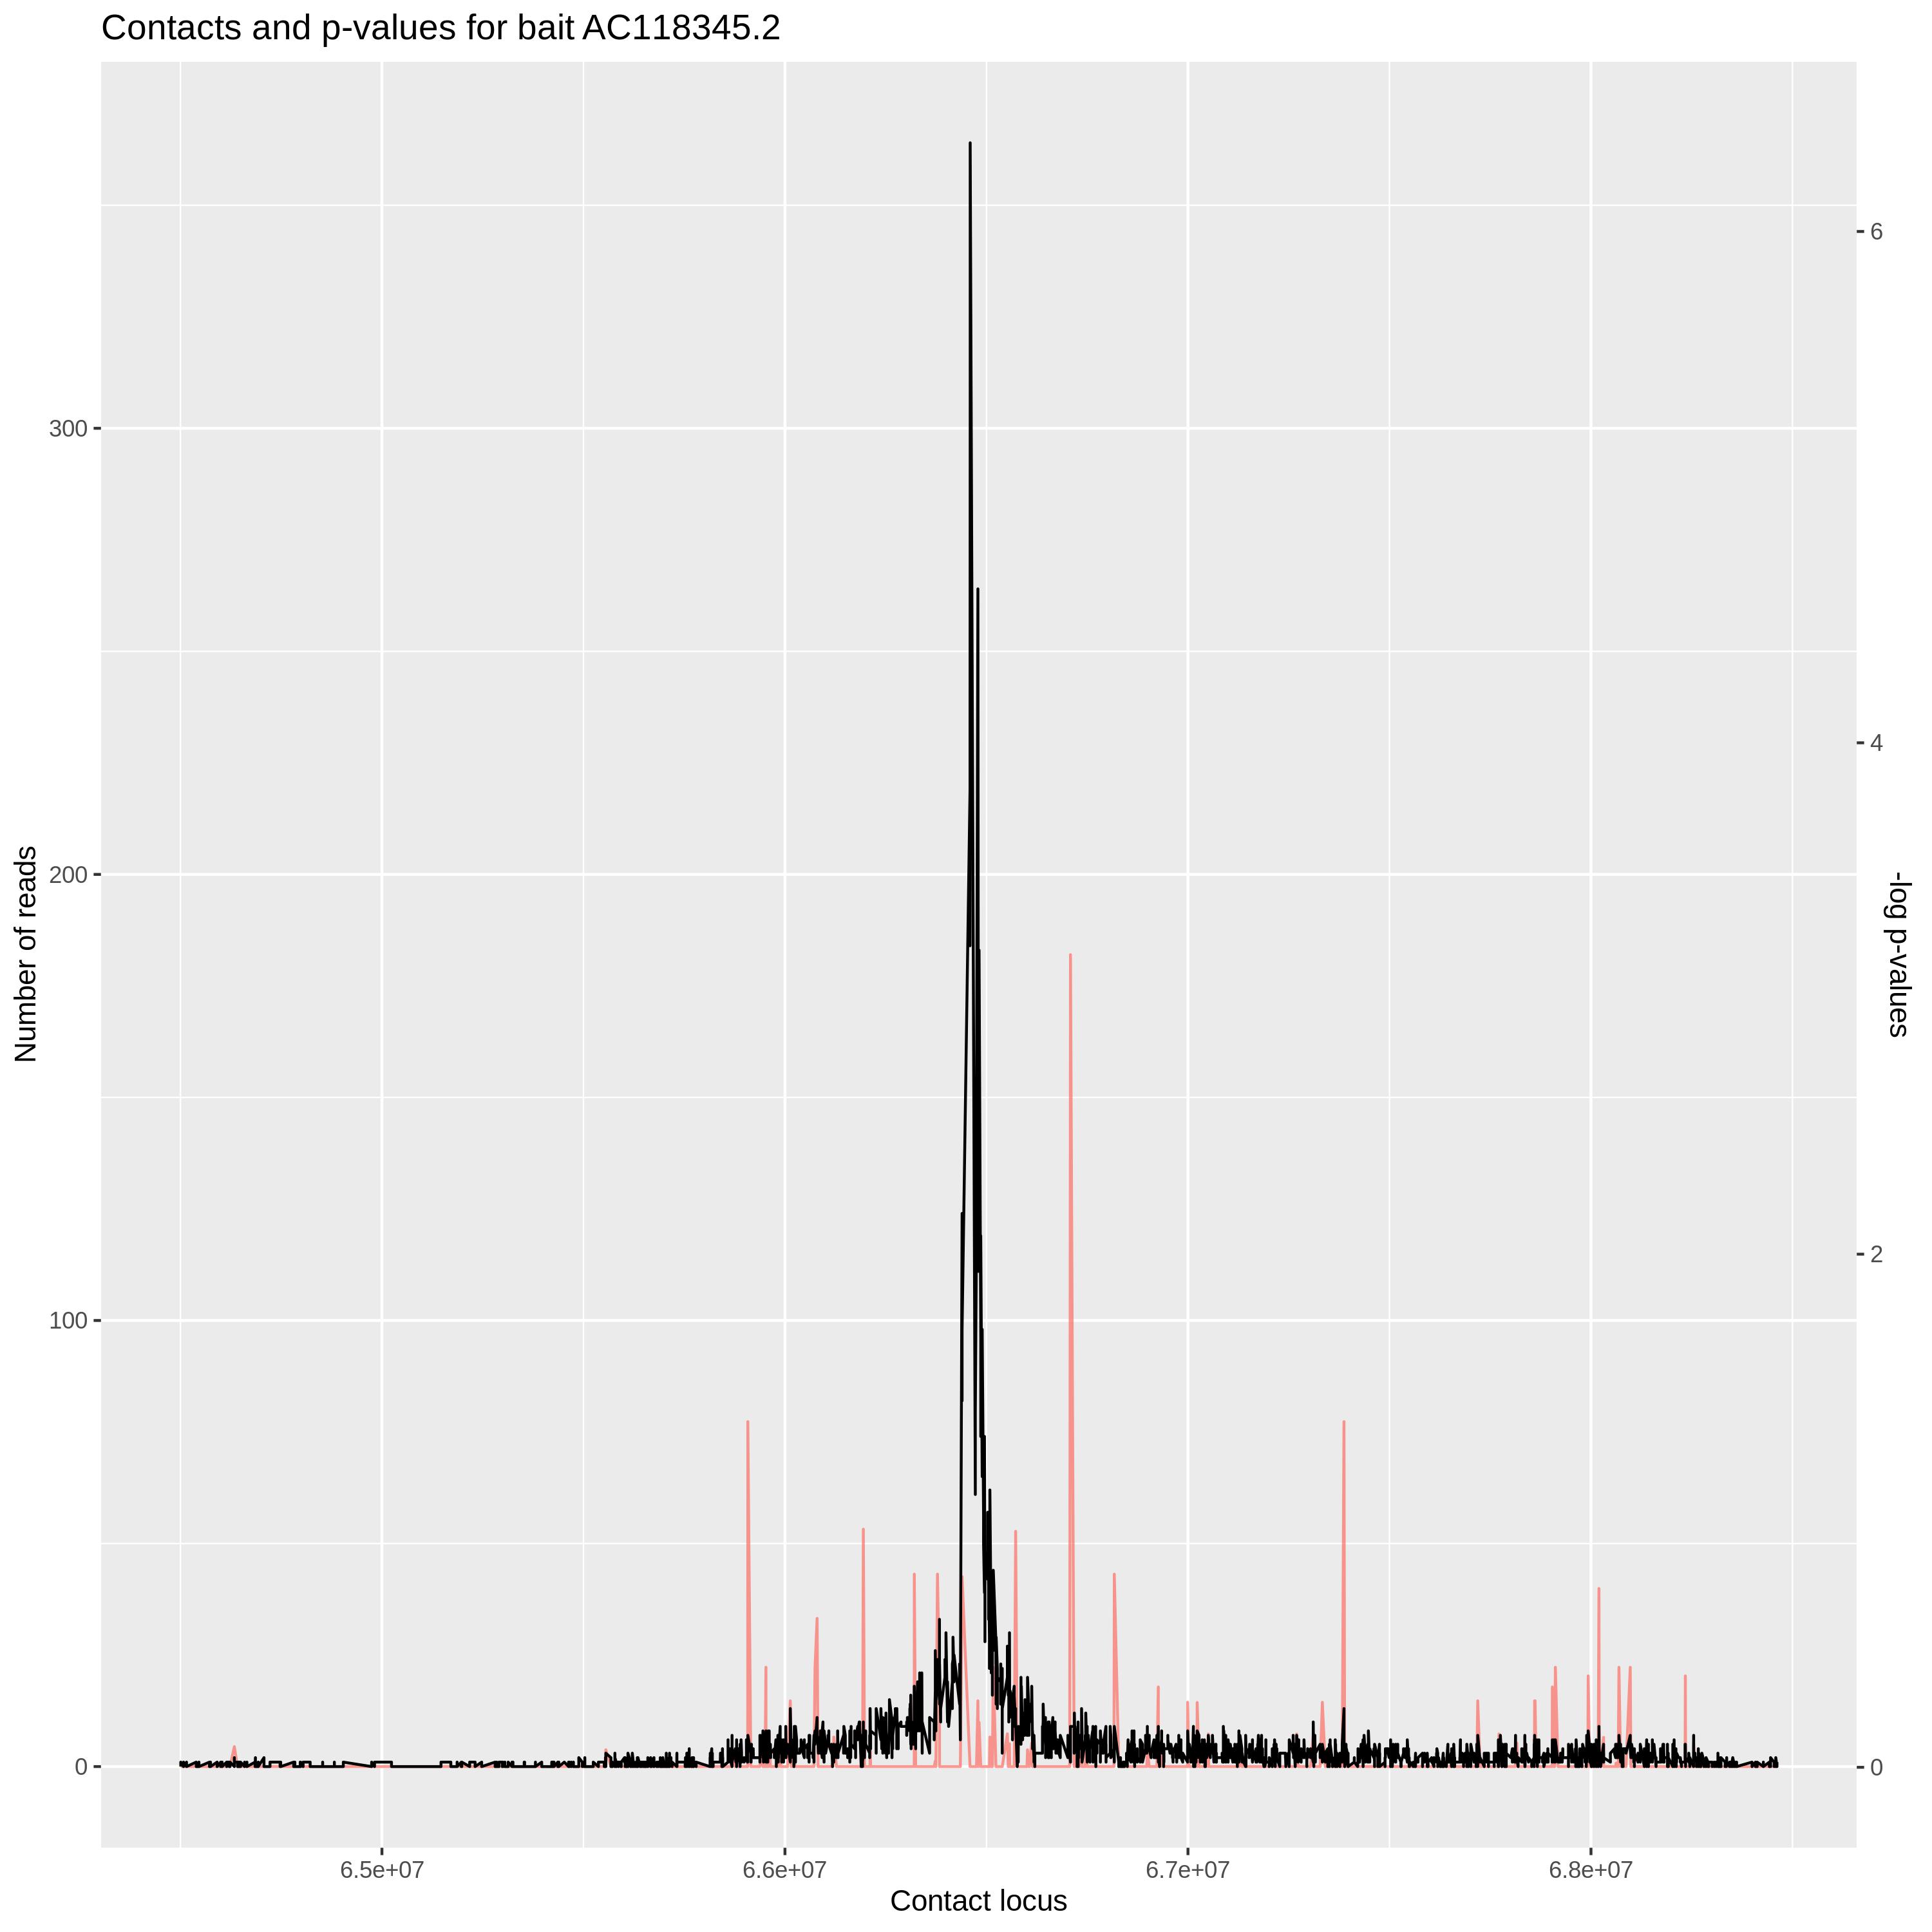 Contacts and p-values for bait AC118345.2
300
200
100
0
6
4
2
0
Number of reads
-log p-values
6.5e+07
6.6e+07
6.7e+07
6.8e+07
Contact locus